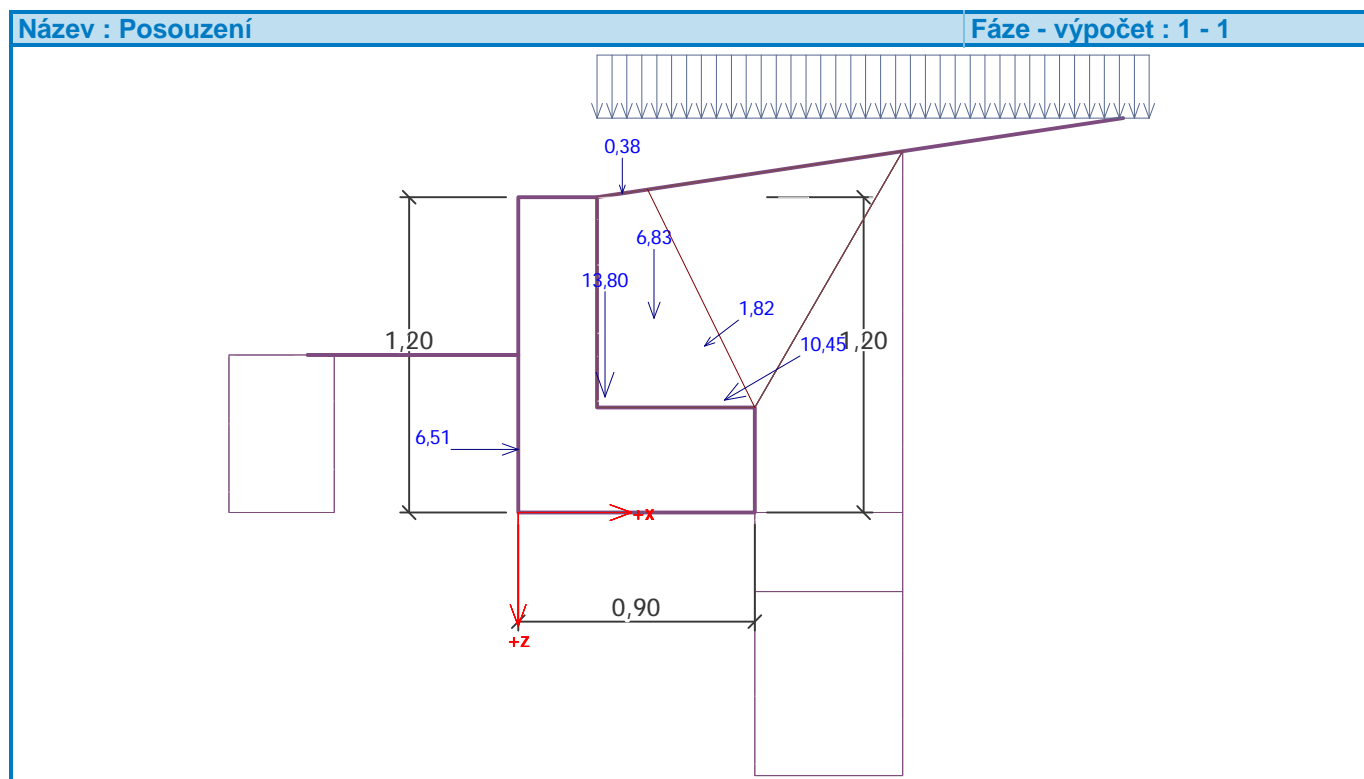 Název : Posouzení
Fáze - výpočet : 1 - 1
0,38
6,83
13,80
1,82
1,20
10,45
1,20
6,51
+x
0,90
+z